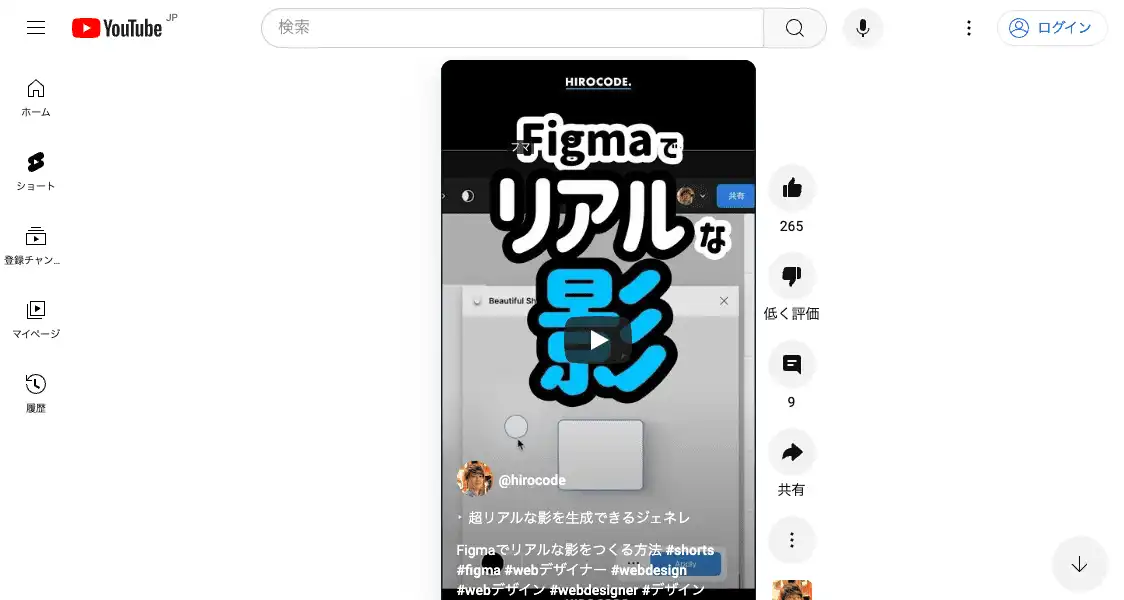 YouTube JP
検索
ログイン
ホーム
ショート
登録チャン...
マイページ
履歴
HIROCODE.
Figmaで
リアルな
影
共有
Beautiful Sh
@hirocode
・超リアルな影を生成できるジェネレ
Figmaでリアルな影をつくる方法 #shorts
#figma #webデザイナー #webdesign
#webデザイン #webdesigner #デザイン
Apply
265
低く評価
9
共有